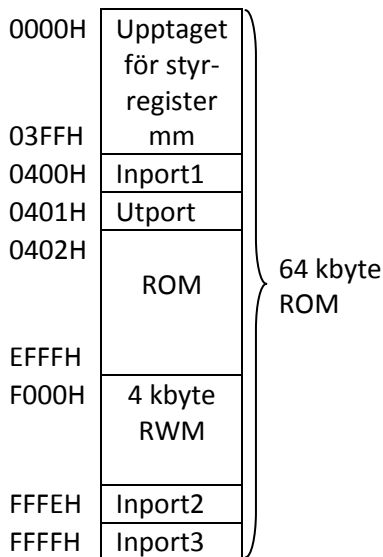 0000H Upptaget
för styr-
register
03FFH mm
0400H Inport1
0401H Utport
0402H
ROM
64 kbyte
ROM
EFFFH
F000H 4 kbyte
RWM
FFFEH Inport2
FFFFH Inport3